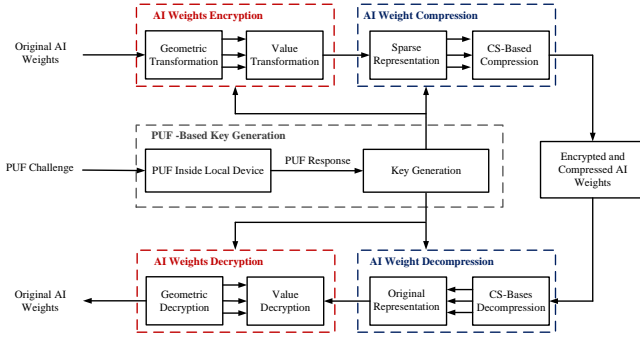 AI Weights Encryption
AI Weight Compression
Original AI
Weights
Geometric
Transformation
Value
Transformation
Sparse
Representation
CS-Based
Compression
PUF -Based Key Generation
PUF Challenge
PUF Inside Local Device
PUF Response
Key Generation
Encrypted and
Compressed AI
Weights
AI Weights Decryption
AI Weight Decompression
Original AI
Weights
Geometric
Decryption
Value
Decryption
Original
Representation
CS-Bases
Decompression